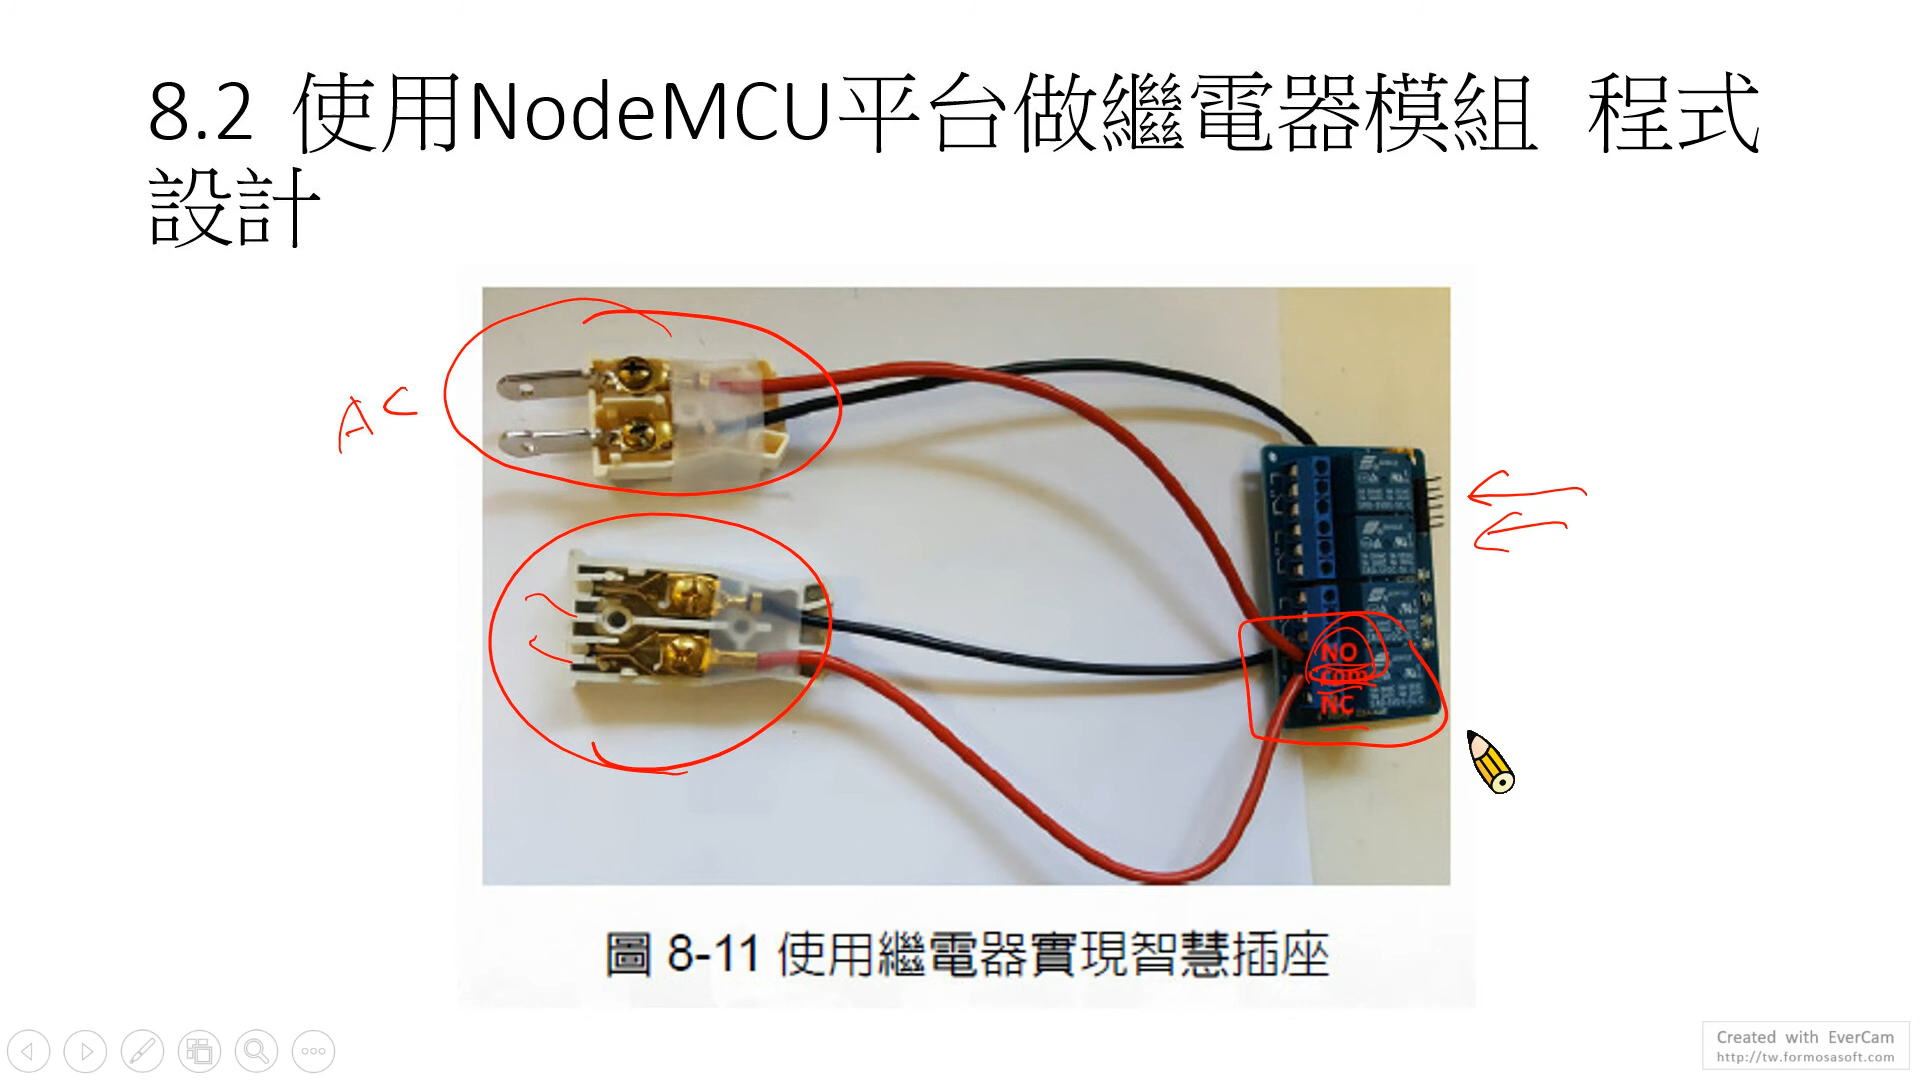 8.2 使用NodeMCU平台做繼電器模組 程式
設計
AC
NO
com
NC
圖 8-11 使用繼電器實現智慧插座
Created with EverCam
http://tw.formosasoft.com